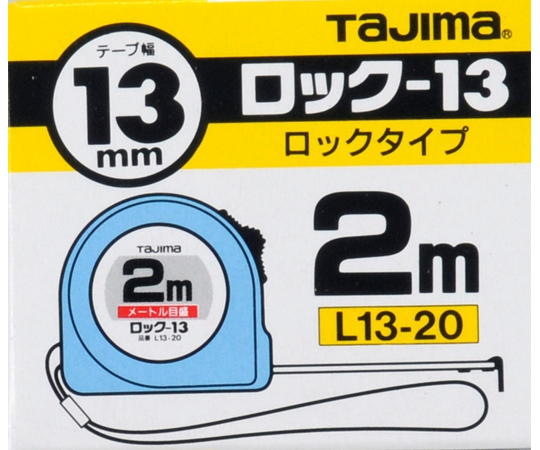 TAJIMA®
テープ幅
13
mm
ロック-13
ロックタイプ
TAJIMA
2m
メートル目盛
ロック-13
品番 L13-20
2m
L13-20